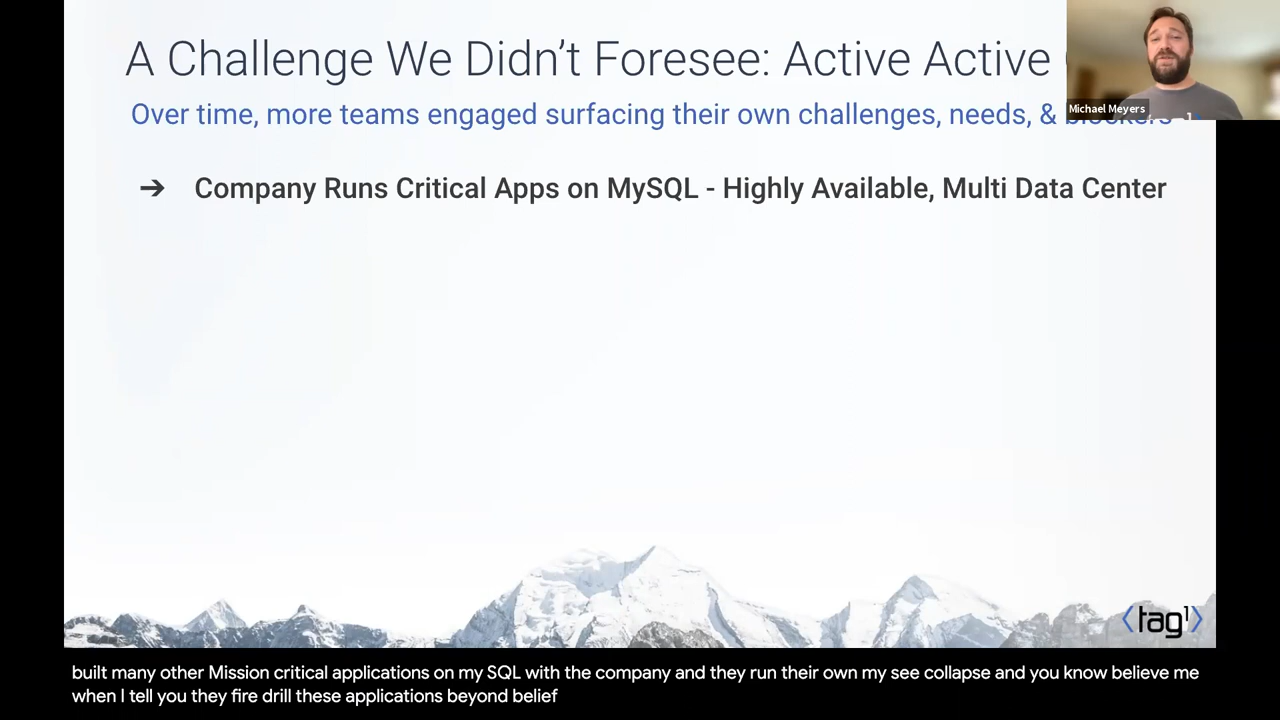 A Challenge We Didn’t Foresee: Active Active
Michael Meyers
Over time, more teams engaged surfacing their own challenges, needs, & blockers
➔ Company Runs Critical Apps on MySQL - Highly Available, Multi Data Center
⟨tag1⟩
built many other Mission critical applications on my SQL with the company and they run their own my see collapse and you know believe me
when I tell you they fire drill these applications beyond belief